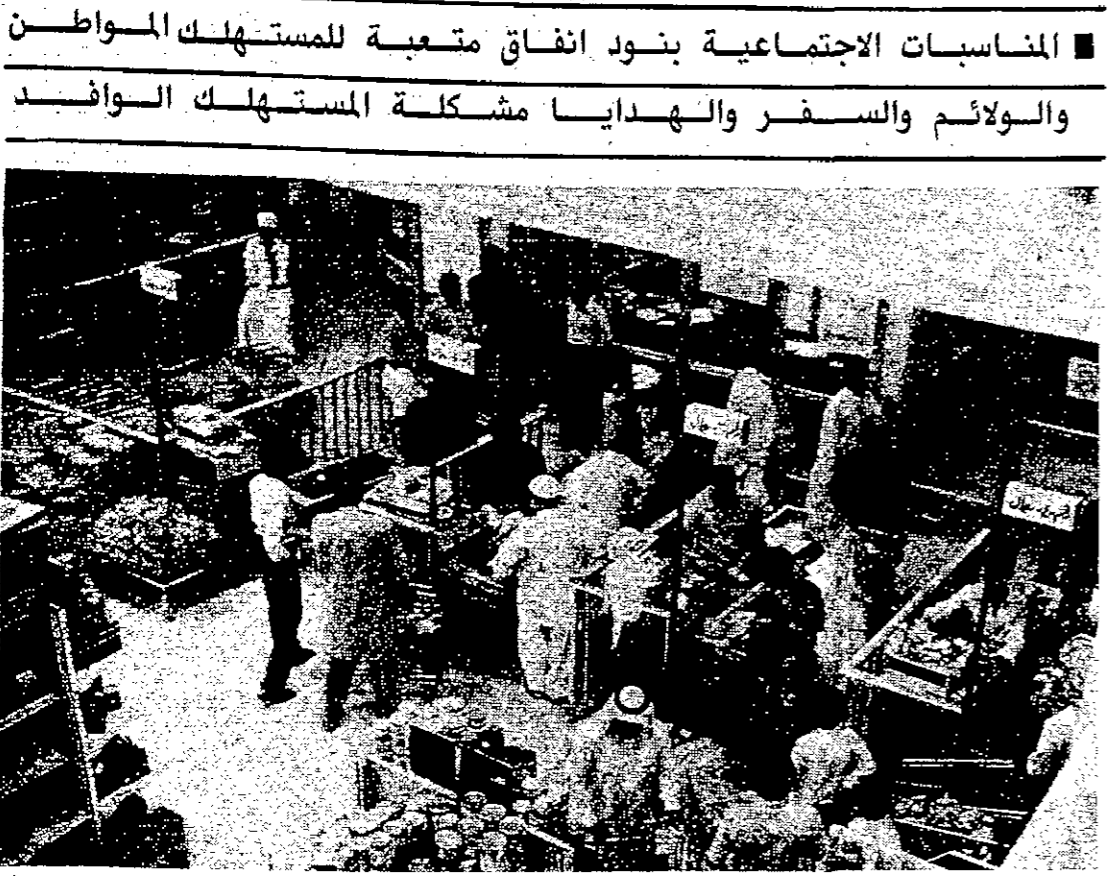 ■ المناسبات الاجتماعية بنود انفاق متعبة للمستهلك المواطن
والولائم والسفر والهدايا مشكلة المستهلك الوافد